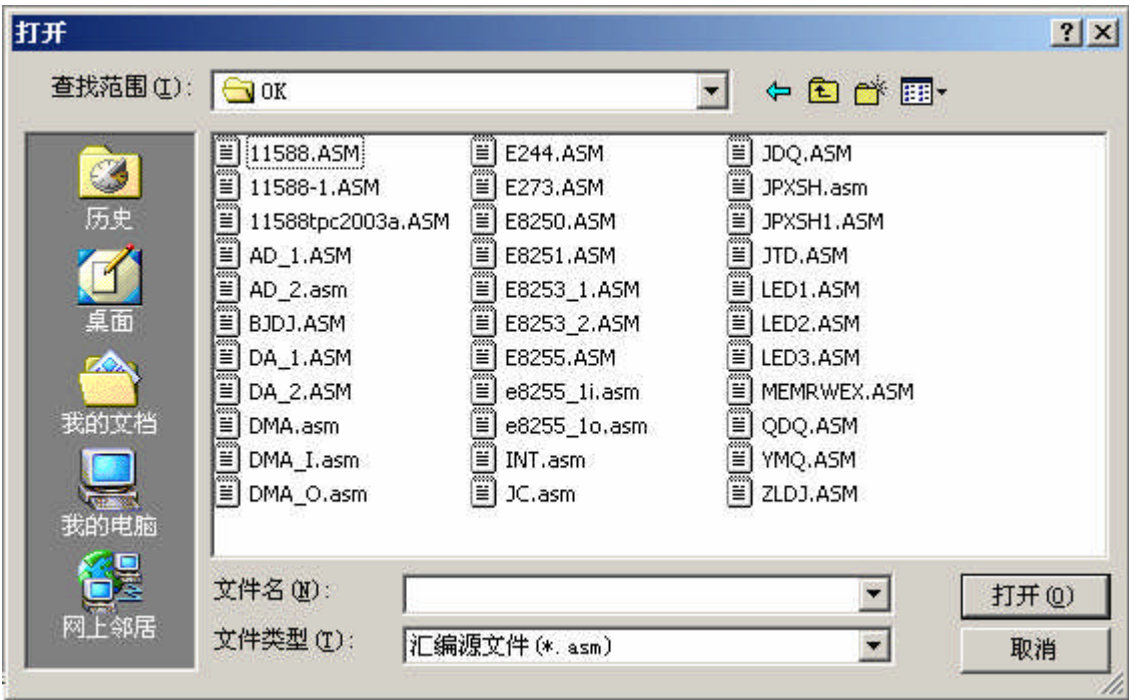 打开
查找范围(I):
OK
历史
桌面
我的文档
我的电脑
网上邻居
11588.ASM
11588-1.ASM
11588tpc2003a.ASM
AD_1.ASM
AD_2.asm
BJDJ.ASM
DA_1.ASM
DA_2.ASM
DMA.asm
DMA_I.asm
DMA_O.asm
E244.ASM
E273.ASM
E8250.ASM
E8251.ASM
E8253_1.ASM
E8253_2.ASM
E8255.ASM
e8255_1i.asm
e8255_1o.asm
INT.asm
JC.asm
JDQ.ASM
JPXSH.asm
JPXSH1.ASM
JTD.ASM
LED1.ASM
LED2.ASM
LED3.ASM
MEMRWEX.ASM
QDQ.ASM
YMQ.ASM
ZLDJ.ASM
文件名(N):
打开(O)
文件类型(T):
汇编源文件(*.asm)
取消